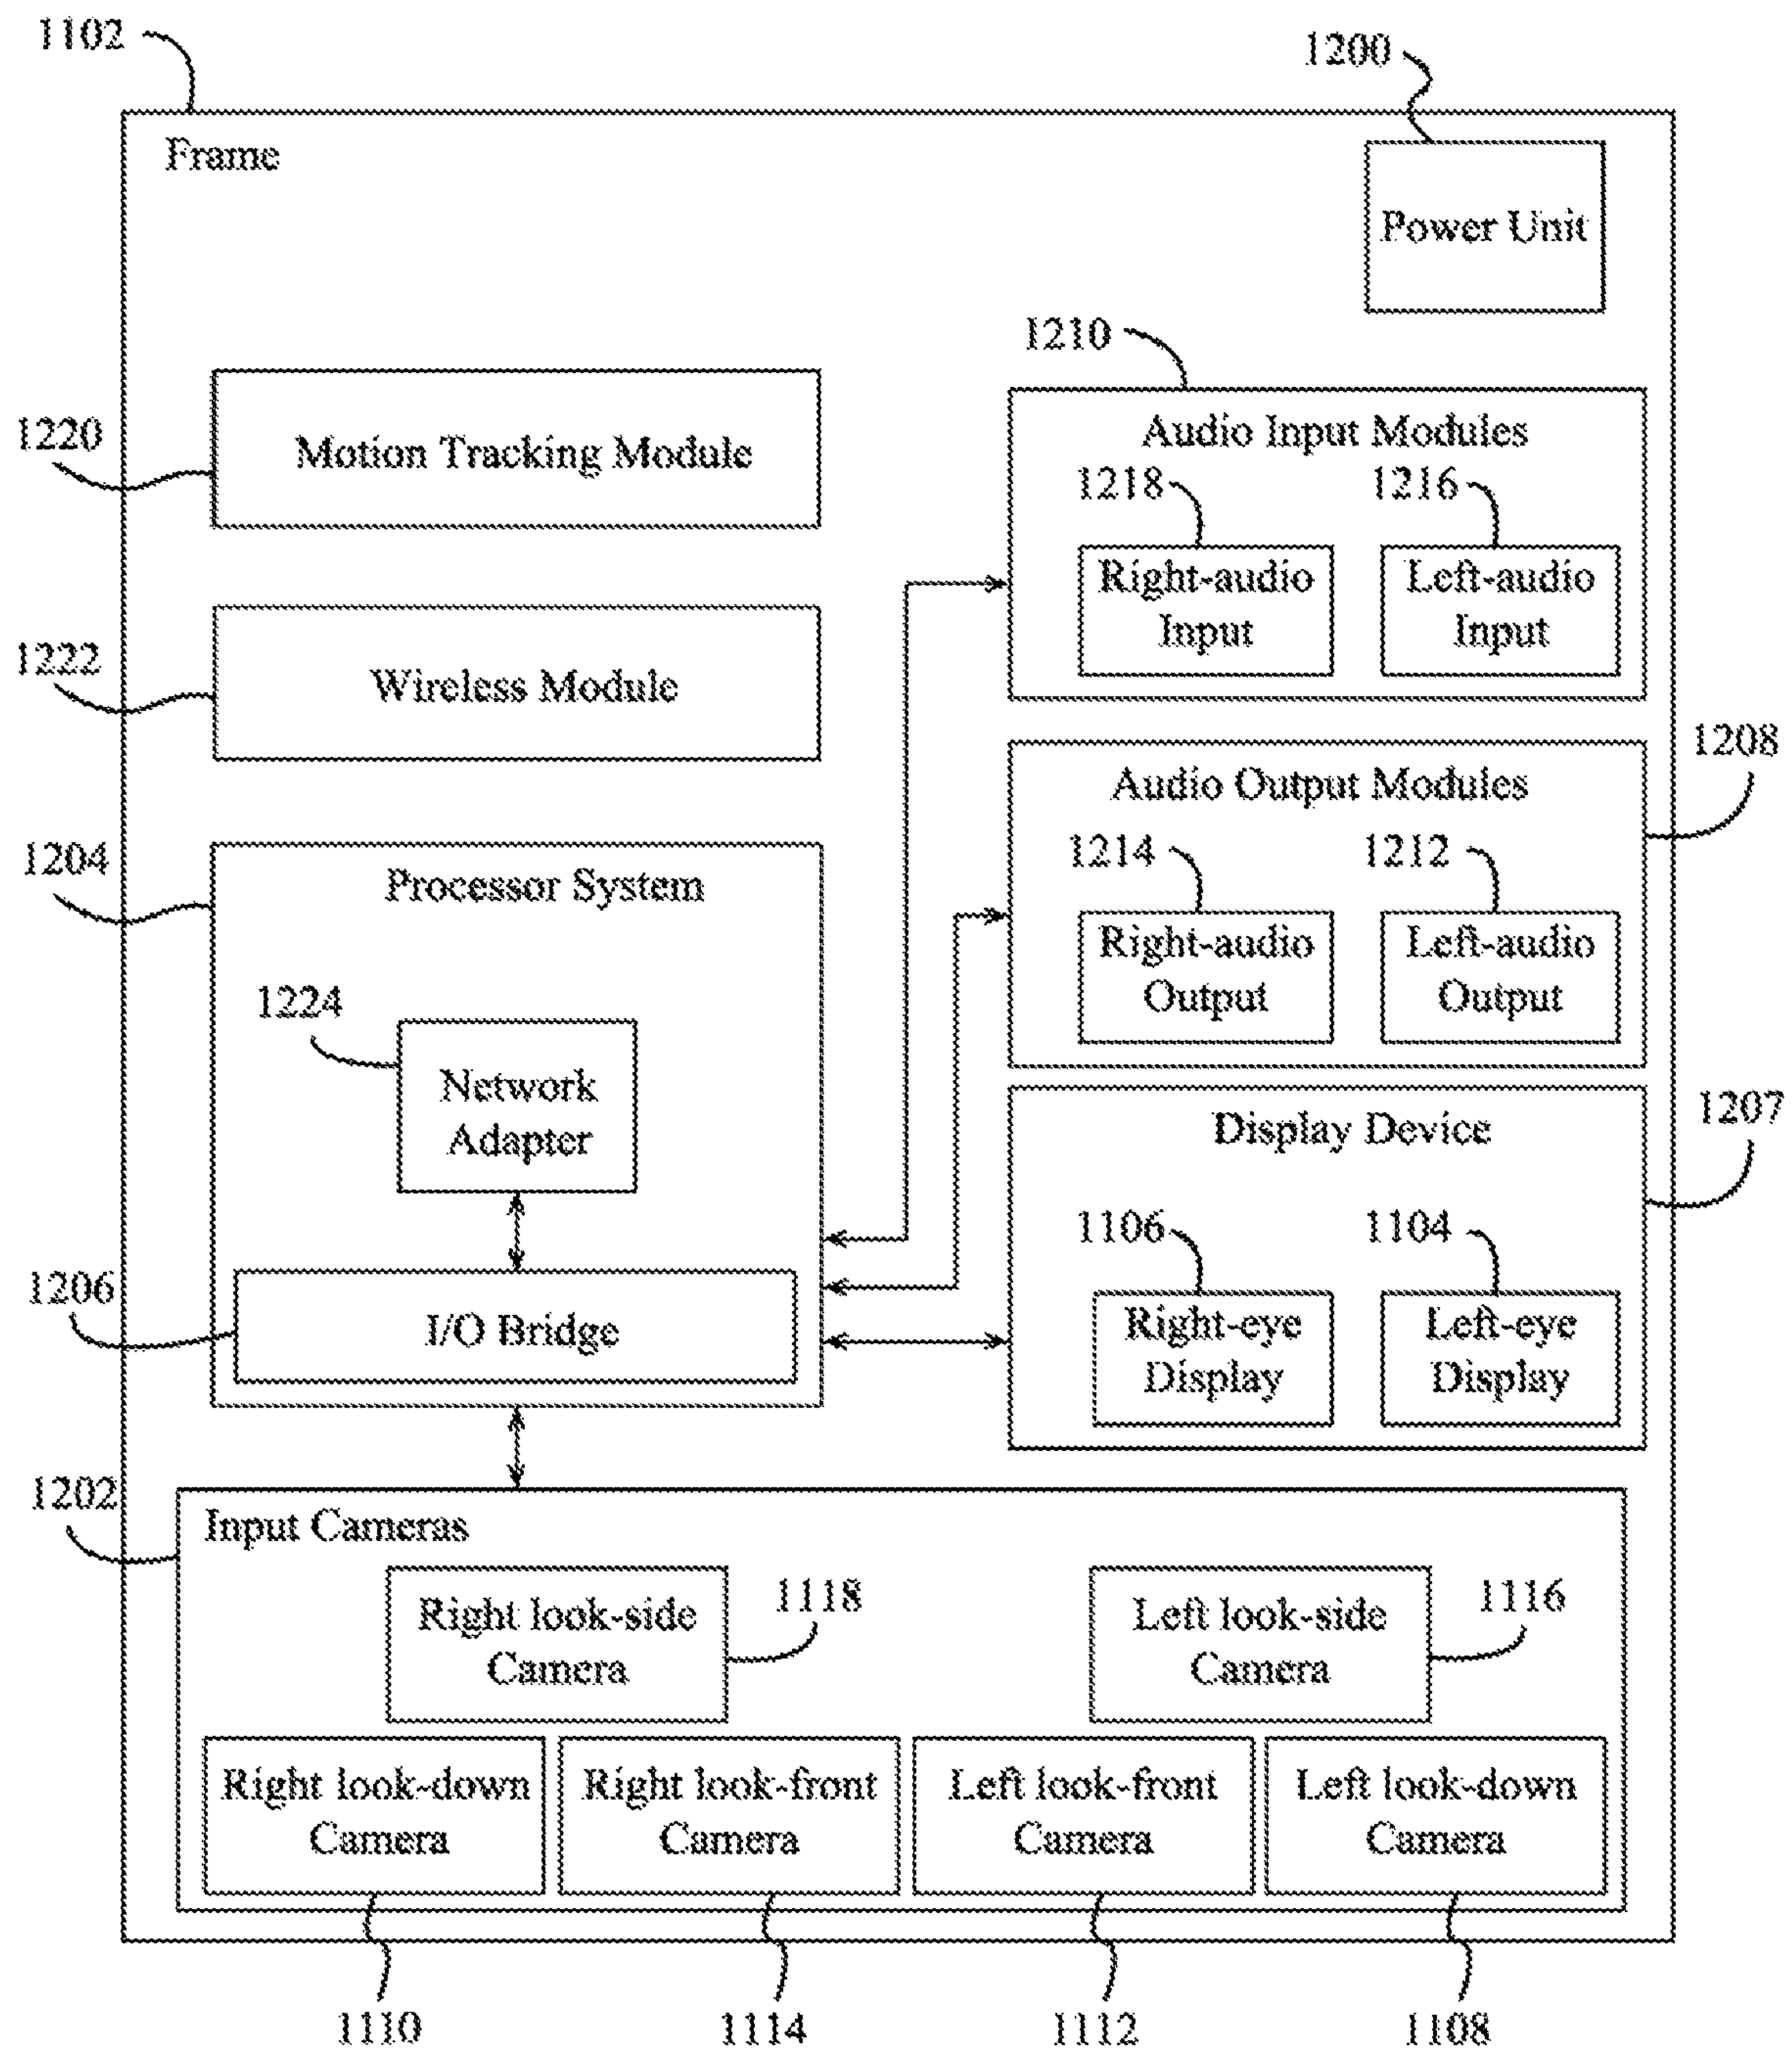 1102
1200
Frame
Power Unit
1210
1220
Motion Tracking Module
Audio Input Modules
1218
1216
Right-audio
Input
Left-audio
Input
1222
Wireless Module
1208
Audio Output Modules
1214
1212
Right-audio
Output
Left-audio
Output
1204
Processor System
1224
Network
Adapter
1207
Display Device
1106
1104
Right-eye
Display
Left-eye
Display
1206
I/O Bridge
1202
Input Cameras
Right look-side
Camera
1118
Left look-side
Camera
1116
Right look-down
Camera
Right look-front
Camera
Left look-front
Camera
Left look-down
Camera
1110
1114
1112
1108